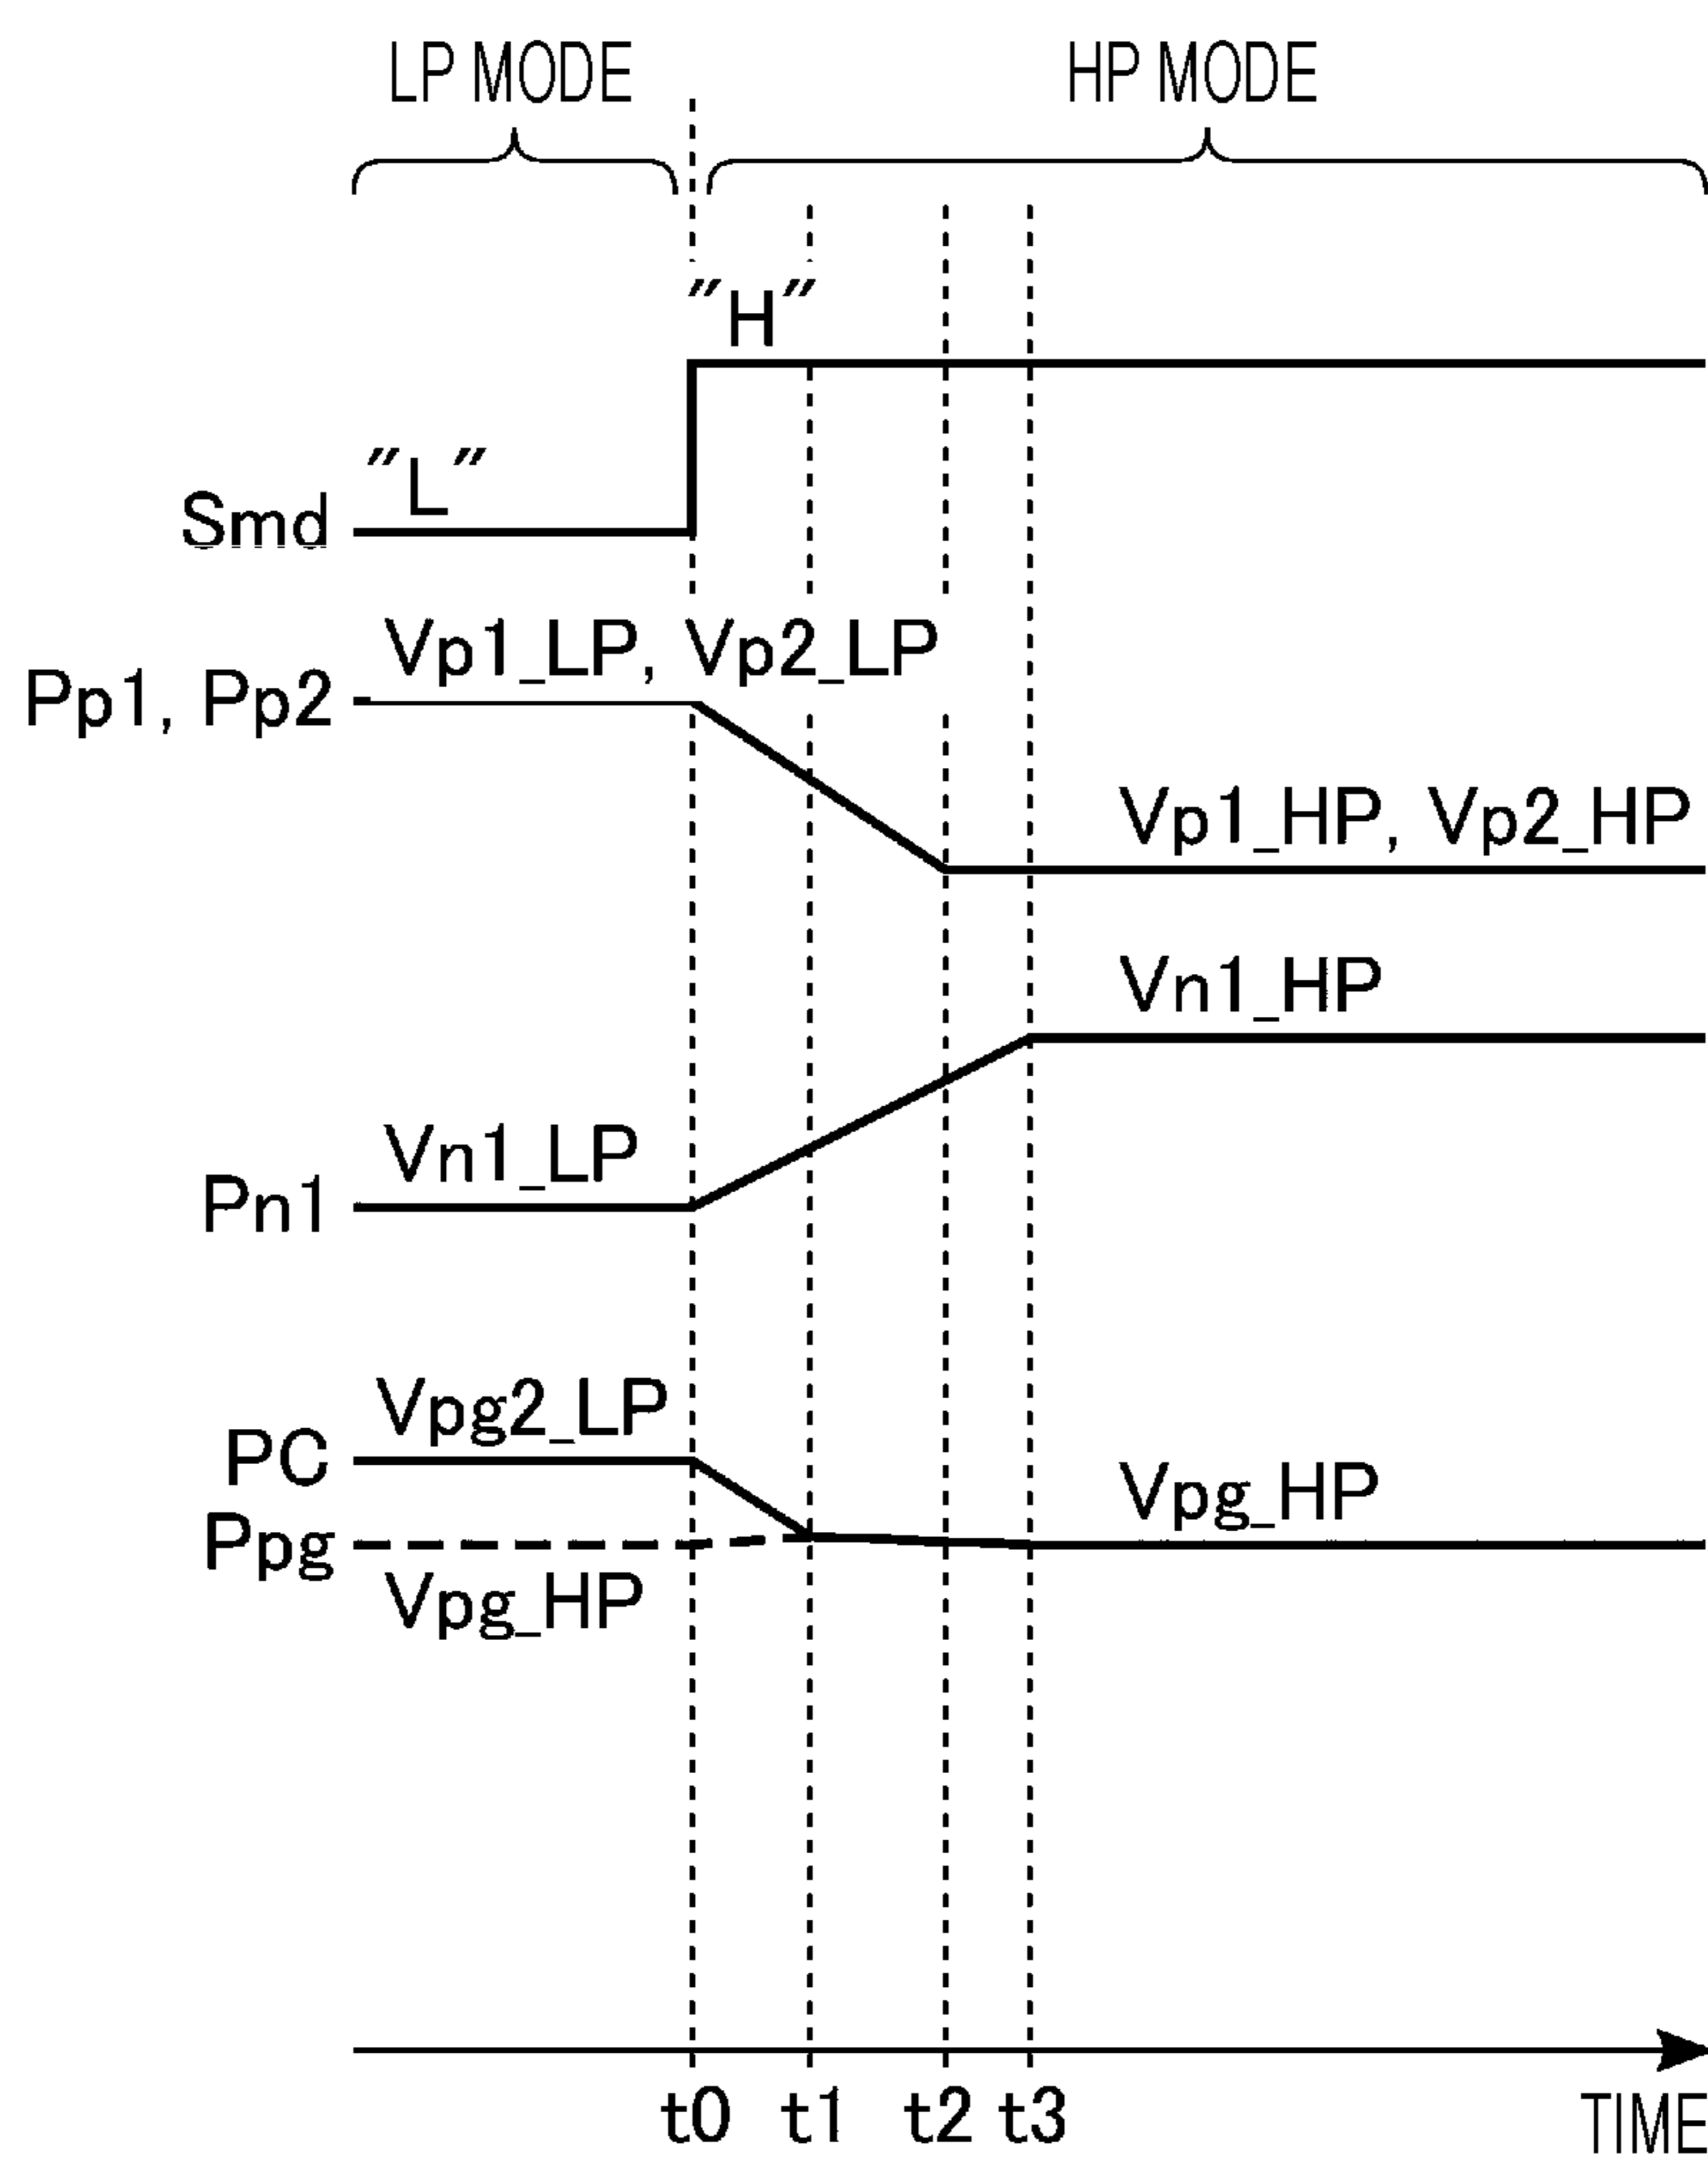 LP MODE HP MODE
"H"
"L"
Smd
Vp1_LP, Vp2_LP
Pp1, Pp2
Vp1_HP, Vp2_HP
Vn1_HP
Vn1_LP
Pn1
Vpg2_LP
PC
Vpg_HP
Ppg
Vpg_HP
t0 t1 t2 t3
TIME